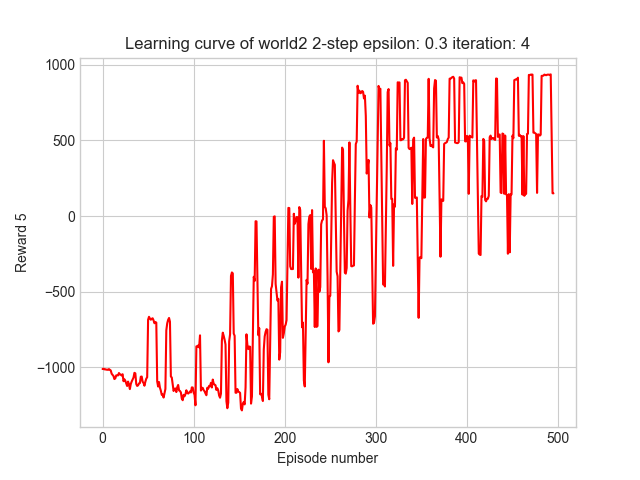 Learning curve of world2 2-step epsilon: 0.3 iteration: 4
1000
500
0
−500
−1000
Reward 5
0 100 200 300 400 500
Episode number